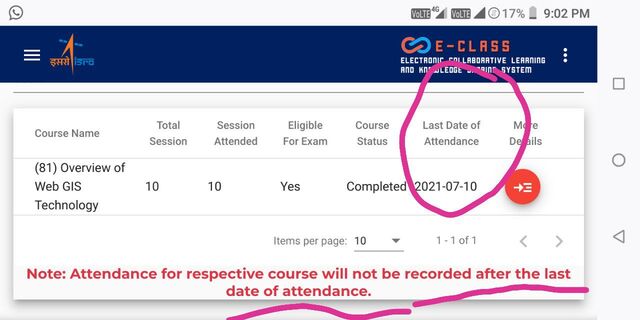 VoLTE 4G VoLTE 4G 17% 9:02 PM
इसरो isro
E-CLASS
ELECTRONIC COLLABORATIVE LEARNING
AND KNOWLEDGE SHARING SYSTEM
Course Name Total Session Session Attended Eligible For Exam Course Status Last Date of Attendance More Details
(81) Overview of
Web GIS 10 10 Yes Completed 2021-07-10
Technology
Items per page: 10 1 - 1 of 1
Note: Attendance for respective course will not be recorded after the last
date of attendance.